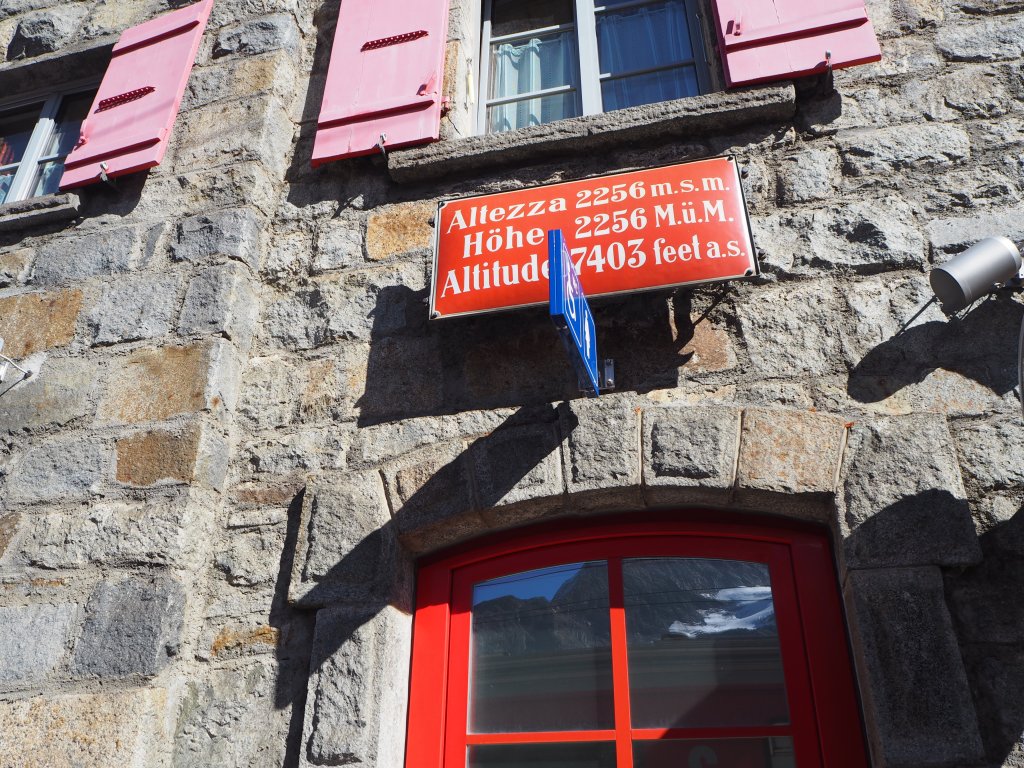 Altezza 2256 m.s.m.
Höhe 2256 M.ü.M.
Altitude 7403 feet a.s.